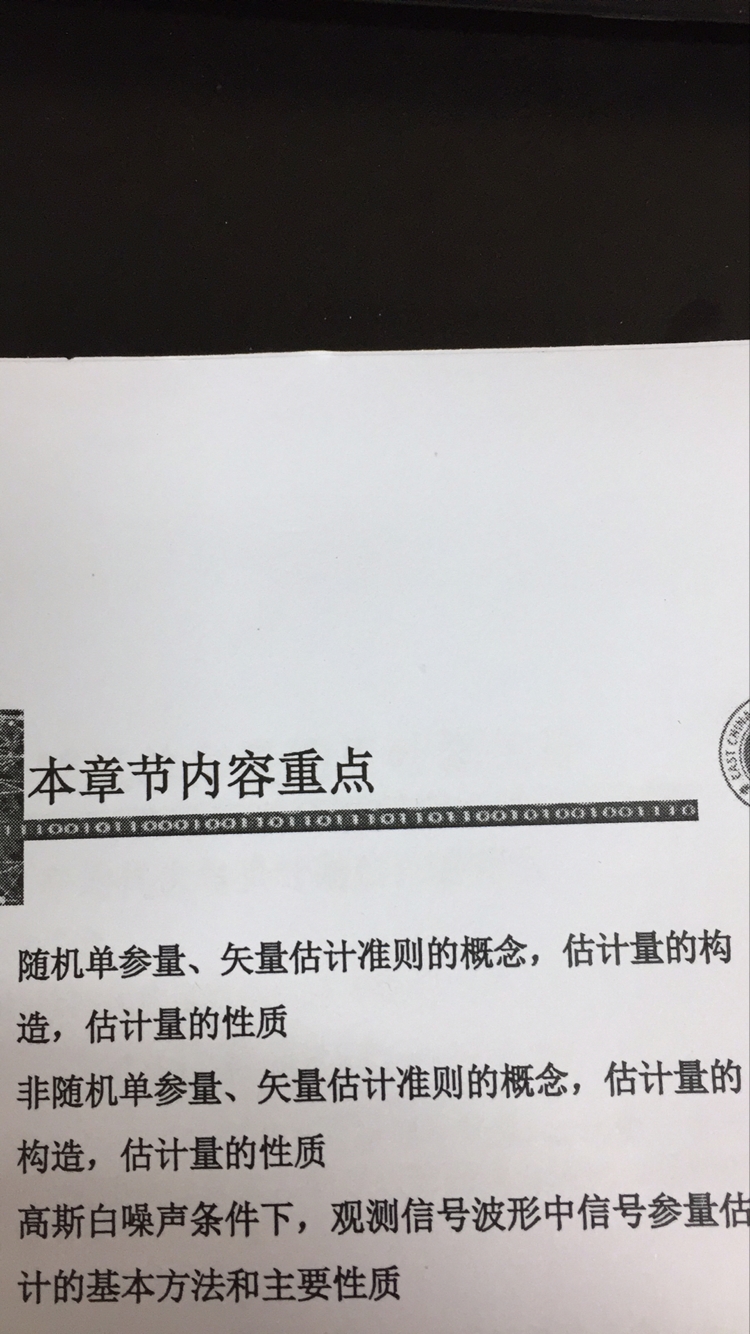 本章节内容重点
EAST CHINA
随机单参量、矢量估计准则的概念，估计量的构
造，估计量的性质
非随机单参量、矢量估计准则的概念，估计量的
构造，估计量的性质
高斯白噪声条件下，观测信号波形中信号参量估
计的基本方法和主要性质